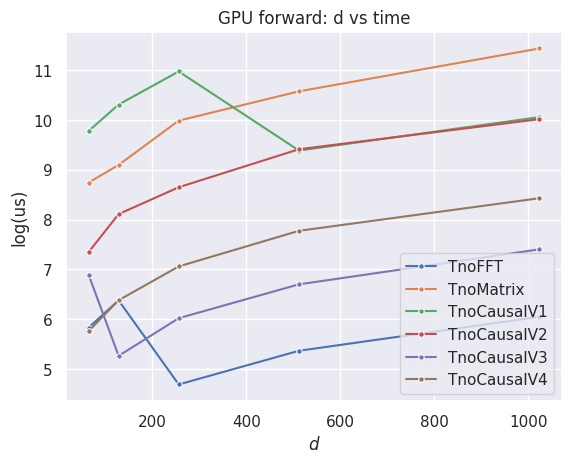 GPU forward: d vs time
log(us)
11
10
9
8
7
6
5
TnoFFT
TnoMatrix
TnoCausalV1
TnoCausalV2
TnoCausalV3
TnoCausalV4
200
400
600
800
1000
d